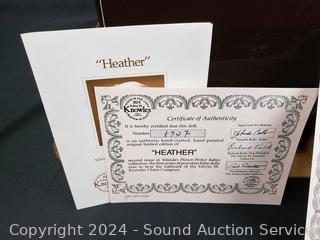 "Heather"
Knowles
Certificate of Authenticity
It is hereby certified that this doll,
Number
is an authentic hand-crafted, hand-painted
original limited edition of
"HEATHER"
second issue in Yolanda's Picture-Perfect Babies
collection, the first series of porcelain baby dolls
ever to bear the hallmark of the Edwin M.
Knowles China Company.
Copyright 2024 - Sound Auction Service